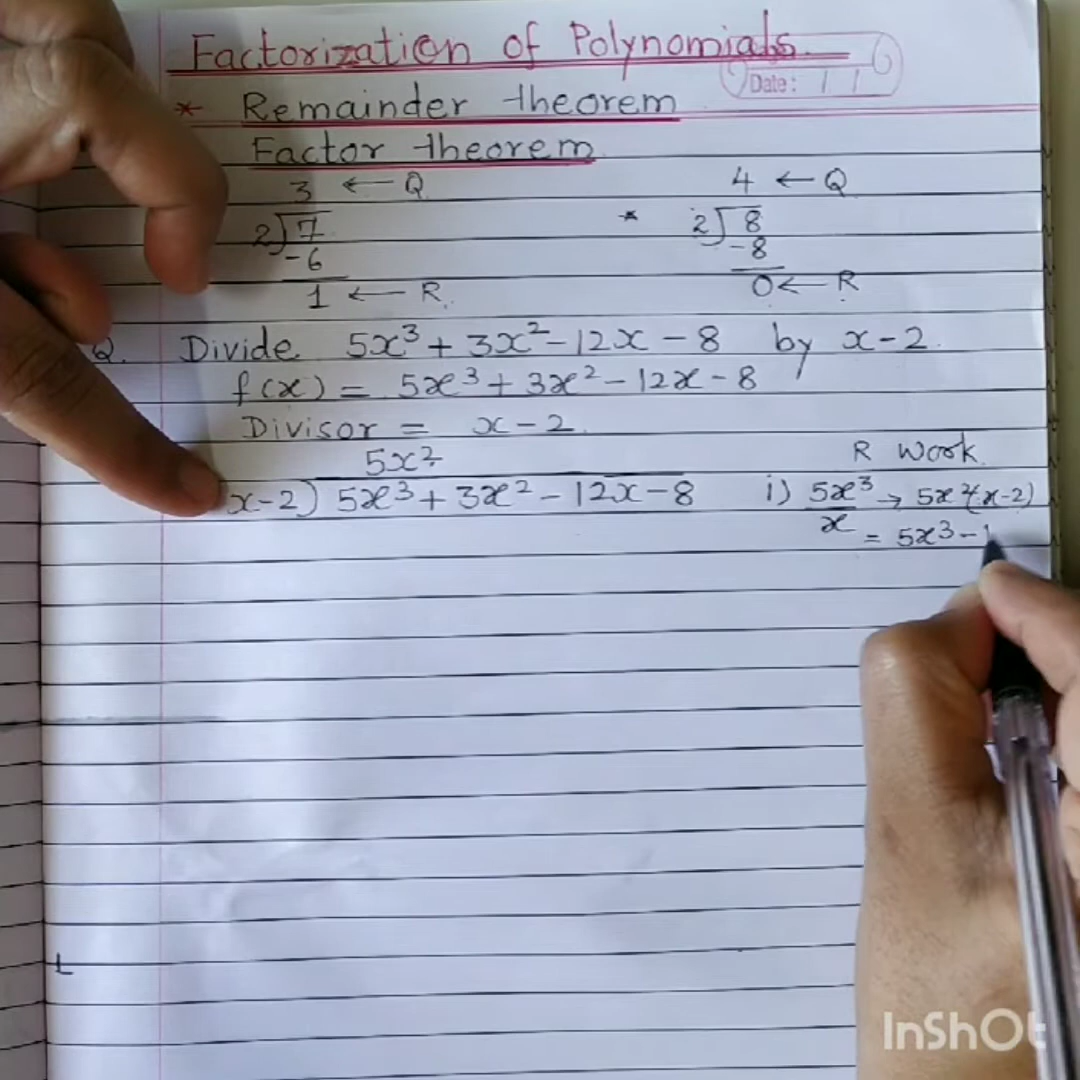 Factorization of Polynomials.
Date: / /
* Remainder theorem
Factor theorem
3 ← Q
4 ← Q
2)7
* 2)8
-6
-8
1 ← R
0 ← R
Q. Divide 5x³ + 3x² - 12x - 8 by x - 2.
f(x) = 5x³ + 3x² - 12x - 8
Divisor = x - 2.
5x²
R Work.
x-2) 5x³ + 3x² - 12x - 8
i) 5x³/x → 5x²(x-2)
= 5x³ - 1
InShOt